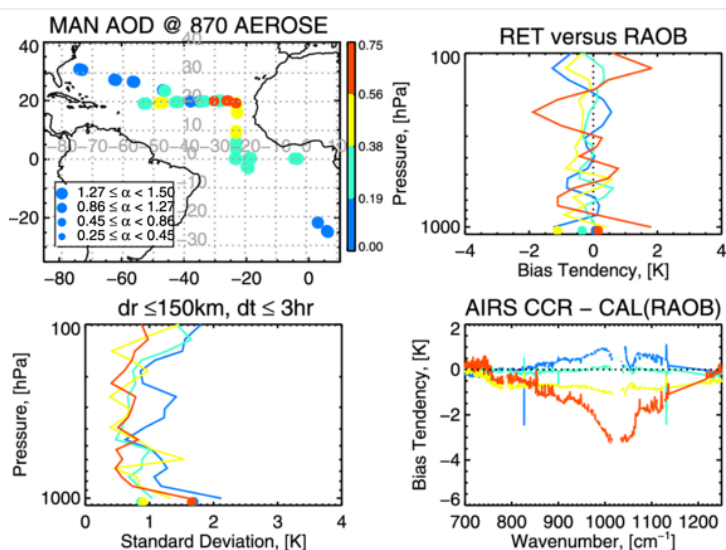 MAN AOD @ 870 AEROSE
40
20
0
-20
-80 -60 -40 -20 0
40
30
20
10
-80 -70 -60 -50 -40 -30 -20 -10 0 10
-10
-20
-30
1.27 ≤ α < 1.50
0.86 ≤ α < 1.27
0.45 ≤ α < 0.86
0.25 ≤ α < 0.45
0.75
0.56
0.38
0.19
0.00
RET versus RAOB
Pressure, [hPa]
100
1000
-4 -2 0 2 4
Bias Tendency, [K]
dr ≤150km, dt ≤ 3hr
Pressure, [hPa]
100
1000
0 1 2 3 4
Standard Deviation, [K]
AIRS CCR – CAL(RAOB)
Bias Tendency, [K]
2
0
-2
-4
-6
700 800 900 1000 1100 1200
Wavenumber, [cm⁻¹]